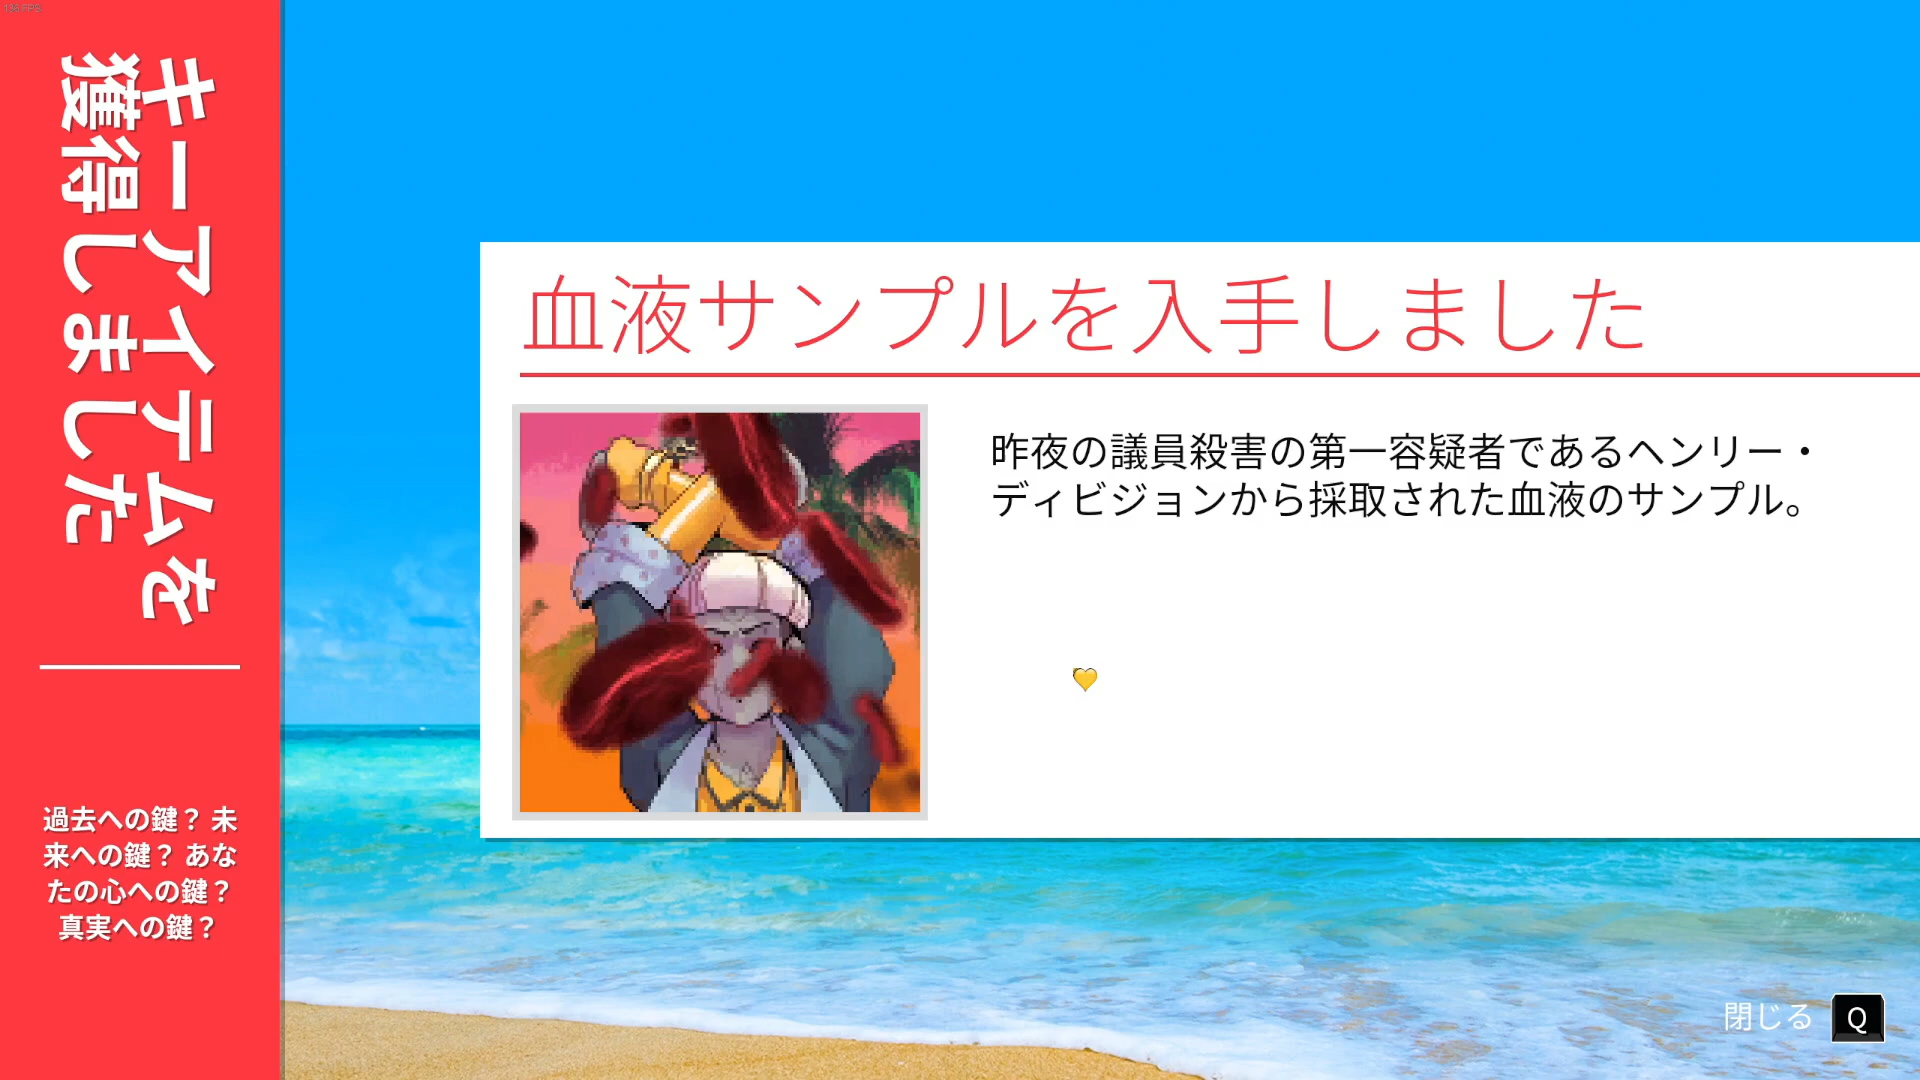 136 FPS
キーアイテムを
獲得しました
過去への鍵？ 未
来への鍵？ あな
たの心への鍵？
真実への鍵？
血液サンプルを入手しました
昨夜の議員殺害の第一容疑者であるヘンリー・
ディビジョンから採取された血液のサンプル。
閉じる Q